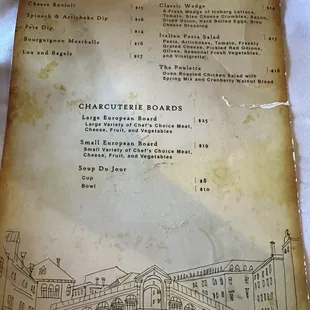 Cheese Ravioli $15
Spinach & Artichoke Dip $16
Feta Dip $14
Bourguignon Meatballs $16
Lox and Bagels $17
Classic Wedge
A Fresh Wedge of Iceberg Lettuce,
Tomato, Bleu Cheese Crumbles, Bacon,
Diced Onion, Hard Boiled Egg, Bleu
Cheese Dressing
Italian Pasta Salad
Pasta, Artichokes, Tomato, Freshly
Grated Cheese, Pickled Red Onions,
Olives, Seasonal Fresh Vegetables
and Vinaigrette
The Poulette
Oven Roasted Chicken Salad with
Spring Mix and Cranberry Walnut Bread
CHARCUTERIE BOARDS
Large European Board $25
Large Variety of Chef's Choice Meat,
Cheese, Fruit, and Vegetables
Small European Board $19
Small Variety of Chef's Choice Meat,
Cheese, Fruit, and Vegetables
Soup Du Jour
Cup $8
Bowl $10